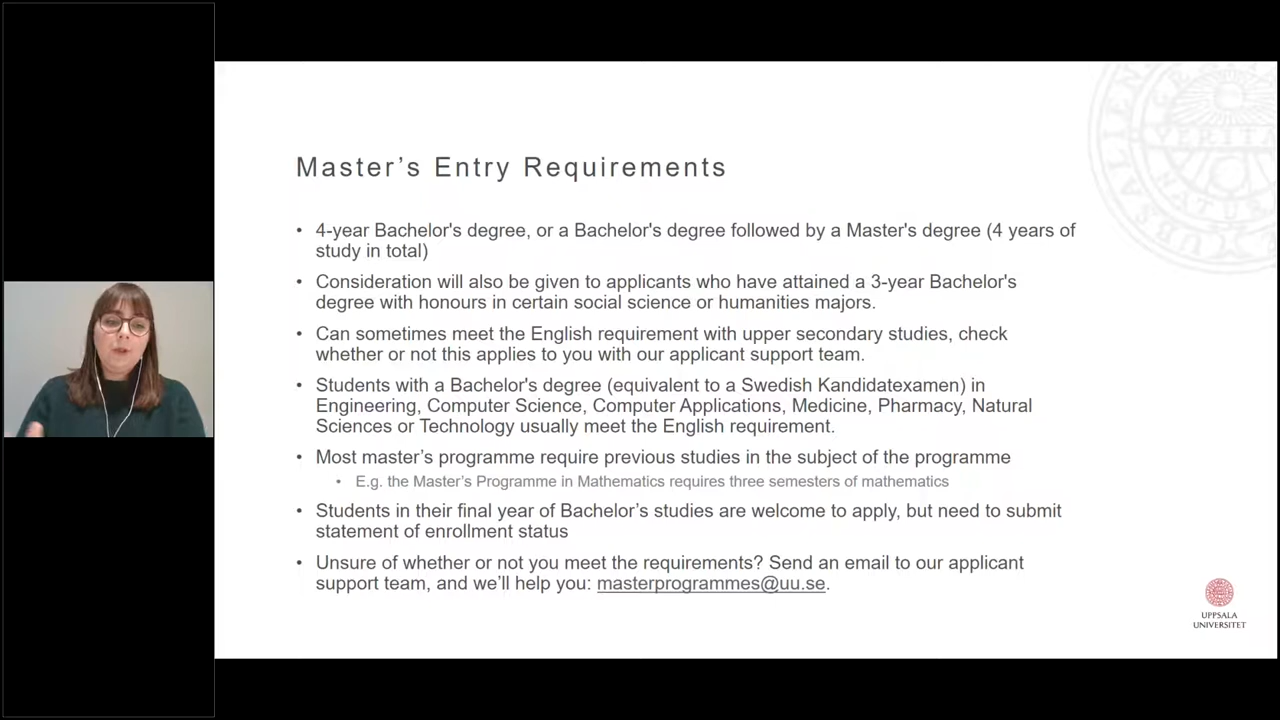 Master's Entry Requirements
• 4-year Bachelor's degree, or a Bachelor's degree followed by a Master's degree (4 years of
study in total)
• Consideration will also be given to applicants who have attained a 3-year Bachelor's
degree with honours in certain social science or humanities majors.
• Can sometimes meet the English requirement with upper secondary studies, check
whether or not this applies to you with our applicant support team.
• Students with a Bachelor's degree (equivalent to a Swedish Kandidatexamen) in
Engineering, Computer Science, Computer Applications, Medicine, Pharmacy, Natural
Sciences or Technology usually meet the English requirement.
• Most master's programme require previous studies in the subject of the programme
• E.g. the Master's Programme in Mathematics requires three semesters of mathematics
• Students in their final year of Bachelor's studies are welcome to apply, but need to submit
statement of enrollment status
• Unsure of whether or not you meet the requirements? Send an email to our applicant
support team, and we'll help you: masterprogrammes@uu.se.
UPPSALA
UNIVERSITET